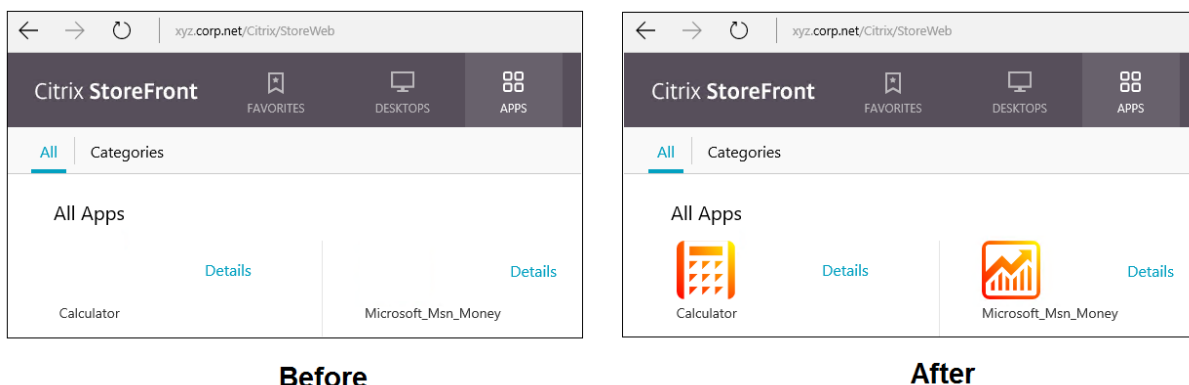 xyz.corp.net/Citrix/StoreWeb
Citrix StoreFront
FAVORITES
DESKTOPS
APPS
All
Categories
All Apps
Details
Details
Calculator
Microsoft_Msn_Money
Before
xyz.corp.net/Citrix/StoreWeb
Citrix StoreFront
FAVORITES
DESKTOPS
APPS
All
Categories
All Apps
Details
Details
Calculator
Microsoft_Msn_Money
After